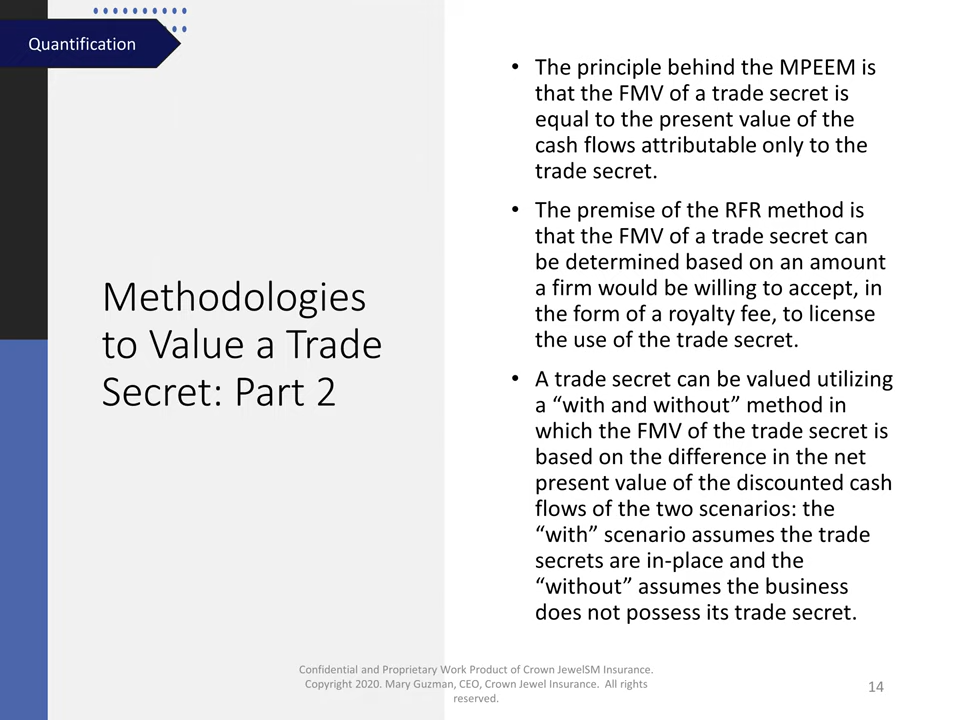 Quantification
Methodologies
to Value a Trade
Secret: Part 2
• The principle behind the MPEEM is
that the FMV of a trade secret is
equal to the present value of the
cash flows attributable only to the
trade secret.
• The premise of the RFR method is
that the FMV of a trade secret can
be determined based on an amount
a firm would be willing to accept, in
the form of a royalty fee, to license
the use of the trade secret.
• A trade secret can be valued utilizing
a “with and without” method in
which the FMV of the trade secret is
based on the difference in the net
present value of the discounted cash
flows of the two scenarios: the
“with” scenario assumes the trade
secrets are in-place and the
“without” assumes the business
does not possess its trade secret.
Confidential and Proprietary Work Product of Crown JewelSM Insurance.
Copyright 2020. Mary Guzman, CEO, Crown Jewel Insurance.  All rights
reserved.
14